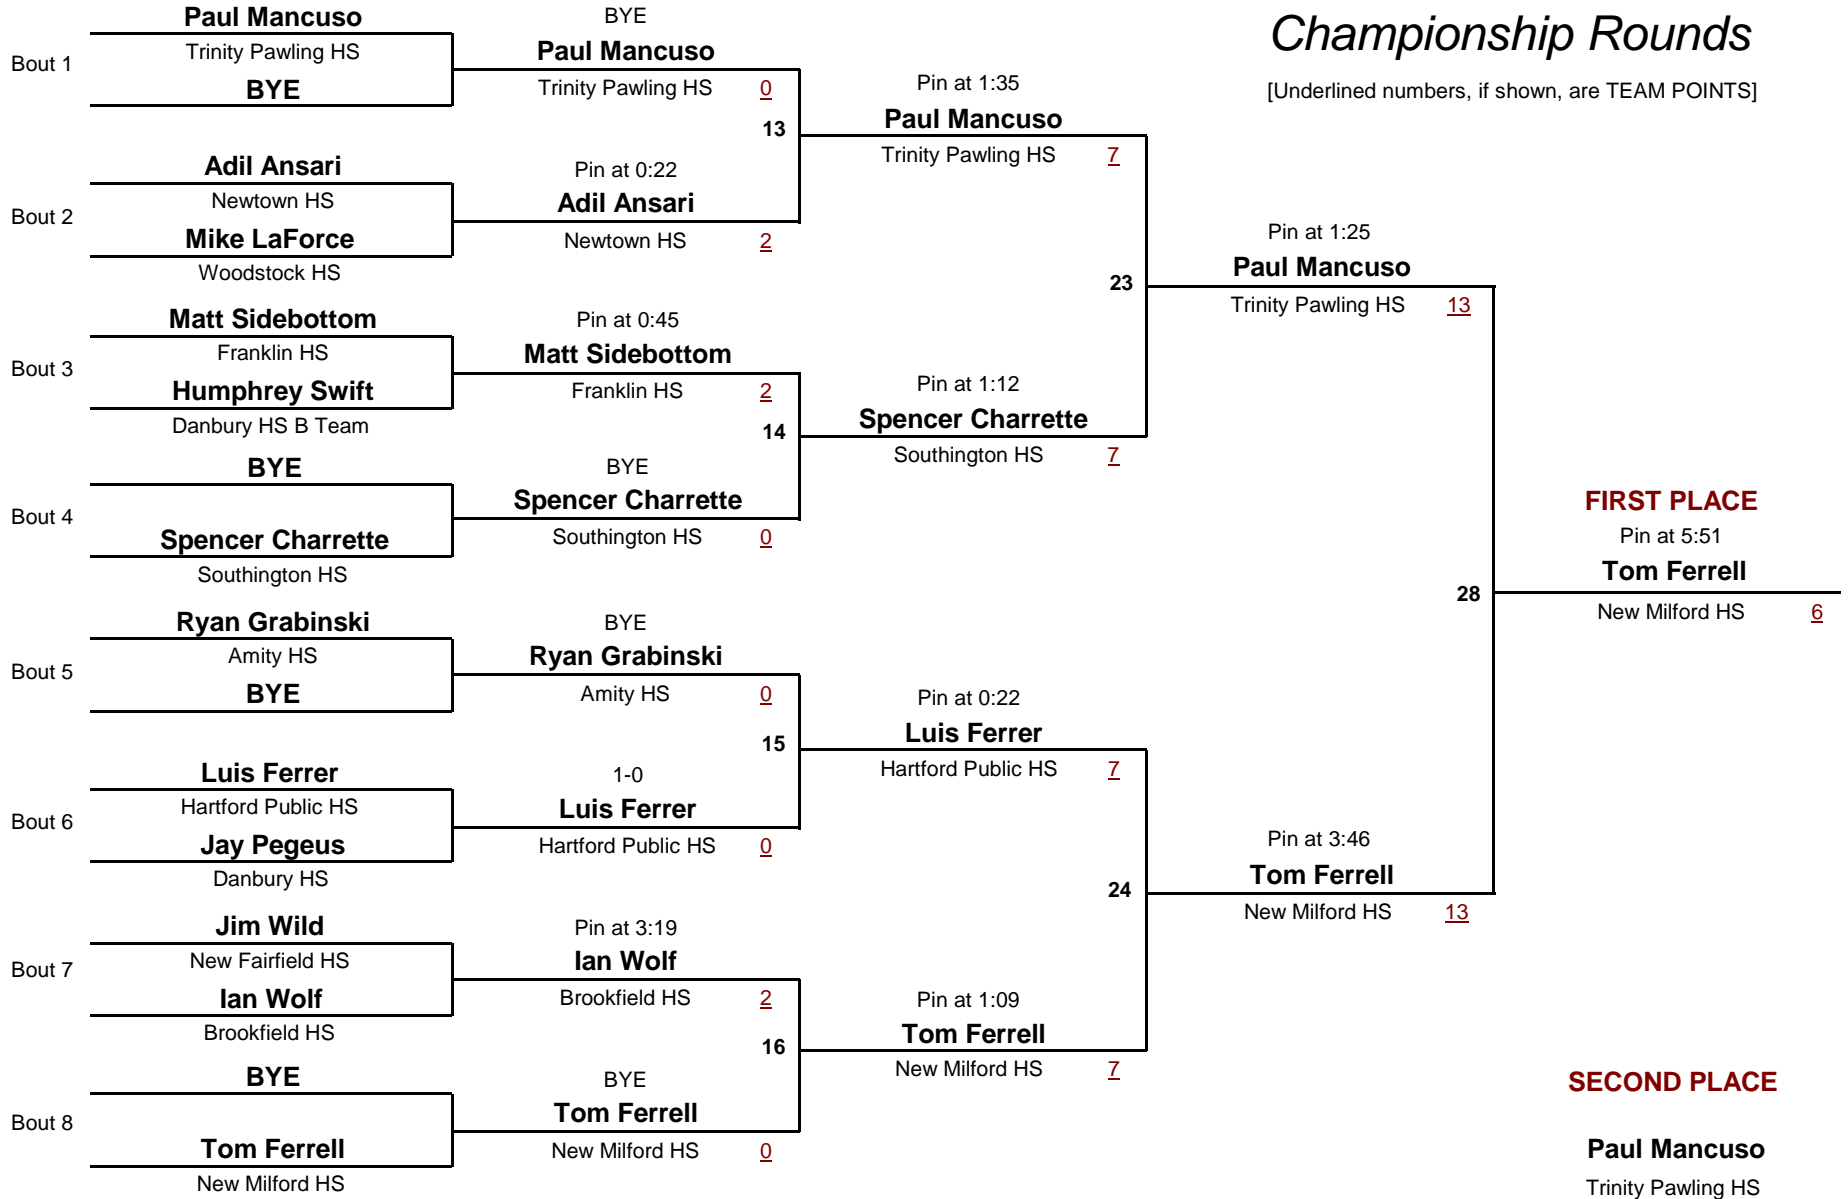 Championship Rounds
[Underlined numbers, if shown, are TEAM POINTS]
Bout 1
Paul Mancuso
Trinity Pawling HS
BYE
Bout 2
Adil Ansari
Newtown HS
Mike LaForce
Woodstock HS
Bout 3
Matt Sidebottom
Franklin HS
Humphrey Swift
Danbury HS B Team
Bout 4
BYE
Spencer Charrette
Southington HS
Bout 5
Ryan Grabinski
Amity HS
BYE
Bout 6
Luis Ferrer
Hartford Public HS
Jay Pegeus
Danbury HS
Bout 7
Jim Wild
New Fairfield HS
Ian Wolf
Brookfield HS
Bout 8
BYE
Tom Ferrell
New Milford HS
BYE
Paul Mancuso
Trinity Pawling HS 0
13
Pin at 0:22
Adil Ansari
Newtown HS 2
Pin at 0:45
Matt Sidebottom
Franklin HS 2
14
BYE
Spencer Charrette
Southington HS 0
BYE
Ryan Grabinski
Amity HS 0
15
1-0
Luis Ferrer
Hartford Public HS 0
Pin at 3:19
Ian Wolf
Brookfield HS 2
16
BYE
Tom Ferrell
New Milford HS 0
Pin at 1:35
Paul Mancuso
Trinity Pawling HS 7
23
Pin at 1:12
Spencer Charrette
Southington HS 7
Pin at 0:22
Luis Ferrer
Hartford Public HS 7
24
Pin at 1:09
Tom Ferrell
New Milford HS 7
Pin at 1:25
Paul Mancuso
Trinity Pawling HS 13
28
Pin at 3:46
Tom Ferrell
New Milford HS 13
FIRST PLACE
Pin at 5:51
Tom Ferrell
New Milford HS 6
SECOND PLACE
Paul Mancuso
Trinity Pawling HS